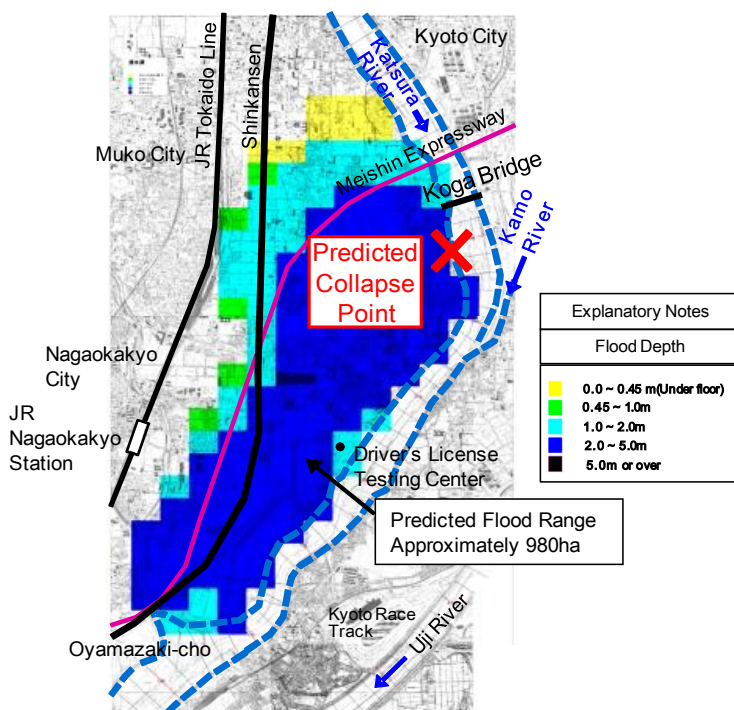 Kyoto City
Katsura
River
JR Tokaido Line
Shinkansen
Muko City
Meishin Expressway
Koga Bridge
Kamo
River
Predicted
Collapse
Point
Explanatory Notes
Flood Depth
0.0 ~ 0.45 m(Under floor)
0.45 ~ 1.0m
1.0 ~ 2.0m
2.0 ~ 5.0m
5.0m or over
Nagaokakyo
City
JR
Nagaokakyo
Station
Driver's License
Testing Center
Predicted Flood Range
Approximately 980ha
Kyoto Race
Track
Uji River
Oyamazaki-cho